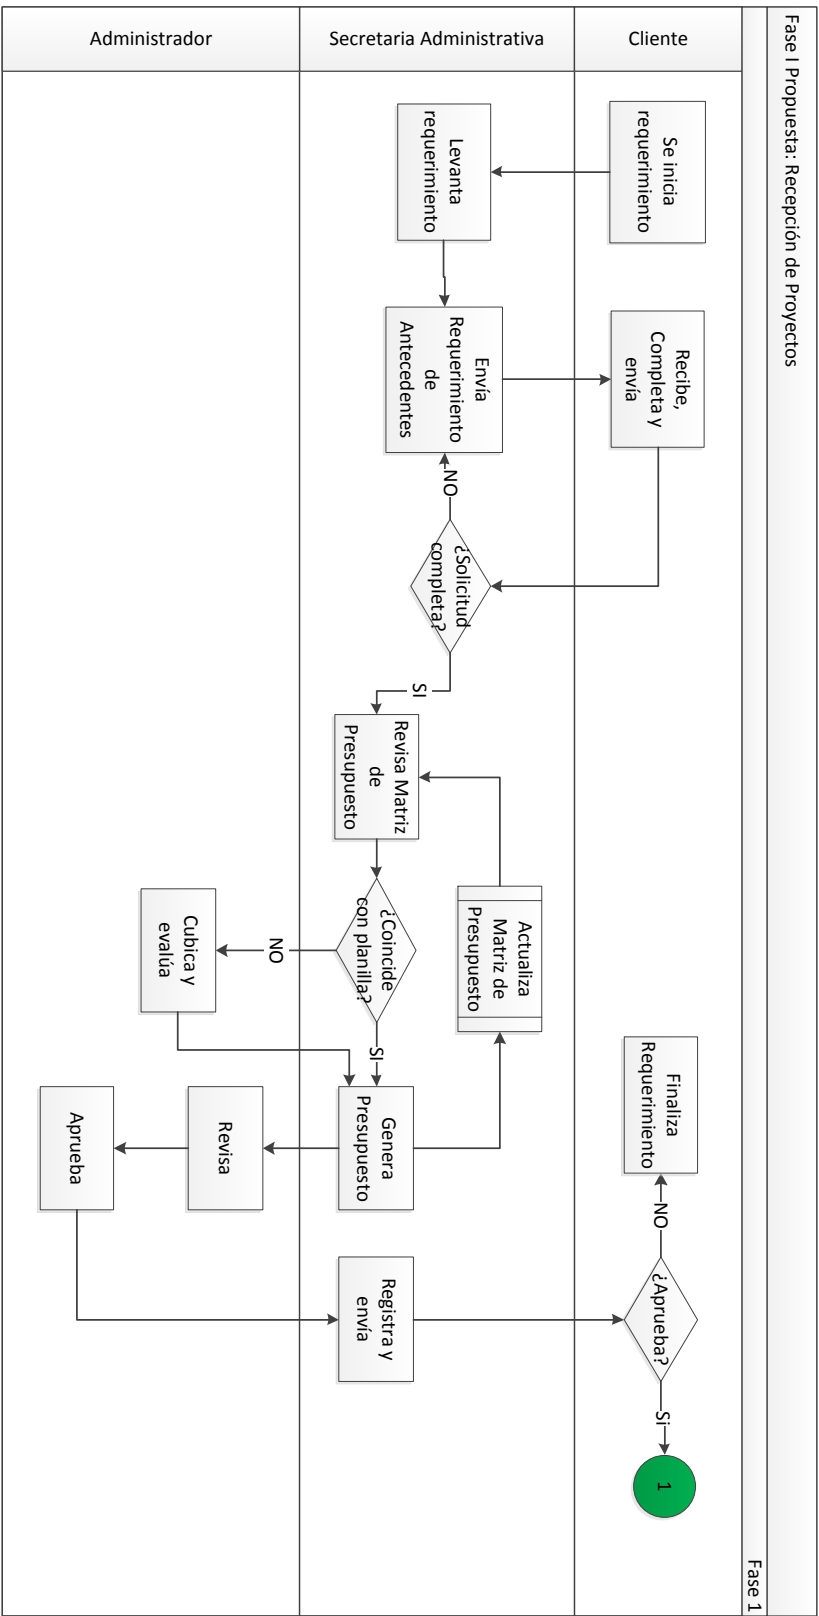 Fase I Propuesta: Recepción de Proyectos
Fase 1
Cliente
Secretaria Administrativa
Administrador
Se inicia
requerimiento
Levanta
requerimiento
Envía
Requerimiento
de
Antecedentes
Recibe,
Completa y
envía
¿Solicitud
completa?
NO
SI
Revisa Matriz
de
Presupuesto
¿Coincide
con planilla?
NO
SI
Cubica y
evalúa
Actualiza
Matriz de
Presupuesto
Genera
Presupuesto
Revisa
Aprueba
Registra y
envía
¿Aprueba?
NO
Finaliza
Requerimiento
Si
1